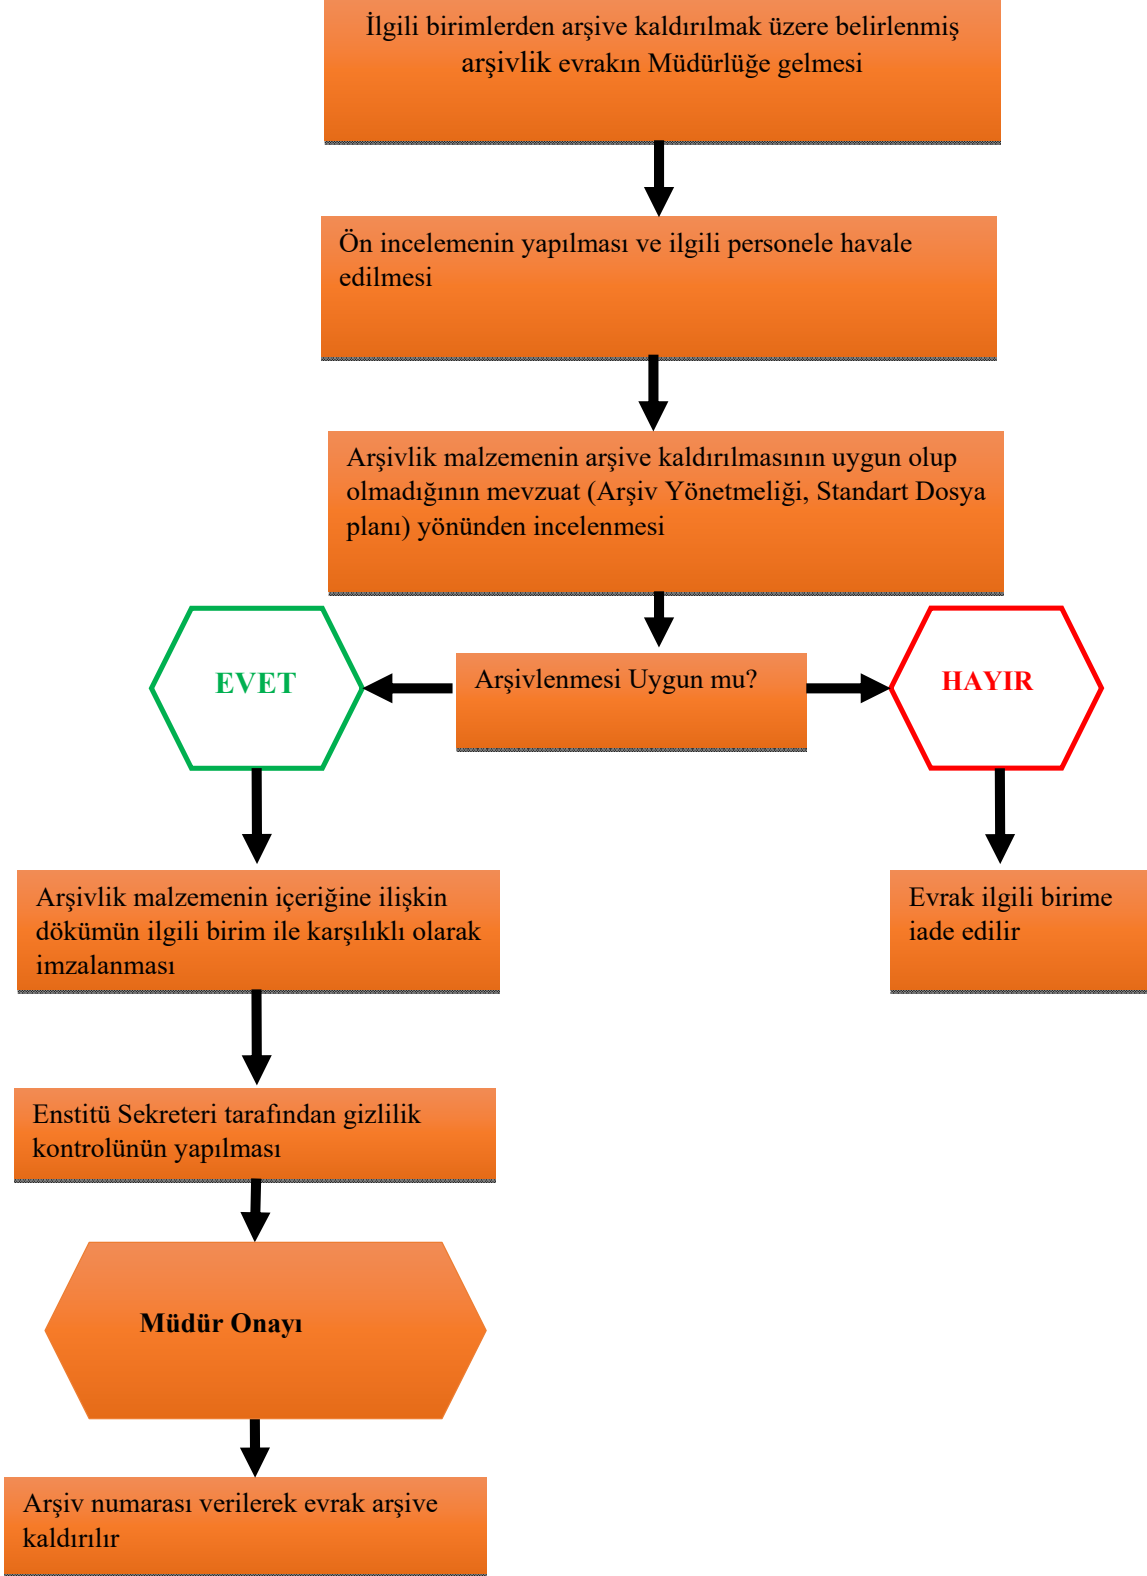 İlgili birimlerden arşive kaldırılmak üzere belirlenmiş
arşivlik evrakın Müdürlüğe gelmesi
Ön incelemenin yapılması ve ilgili personele havale
edilmesi
Arşivlik malzemenin arşive kaldırılmasının uygun olup
olmadığının mevzuat (Arşiv Yönetmeliği, Standart Dosya
planı) yönünden incelenmesi
Arşivlenmesi Uygun mu?
EVET
HAYIR
Arşivlik malzemenin içeriğine ilişkin
dökümün ilgili birim ile karşılıklı olarak
imzalanması
Evrak ilgili birime
iade edilir
Enstitü Sekreteri tarafından gizlilik
kontrolünün yapılması
Müdür Onayı
Arşiv numarası verilerek evrak arşive
kaldırılır